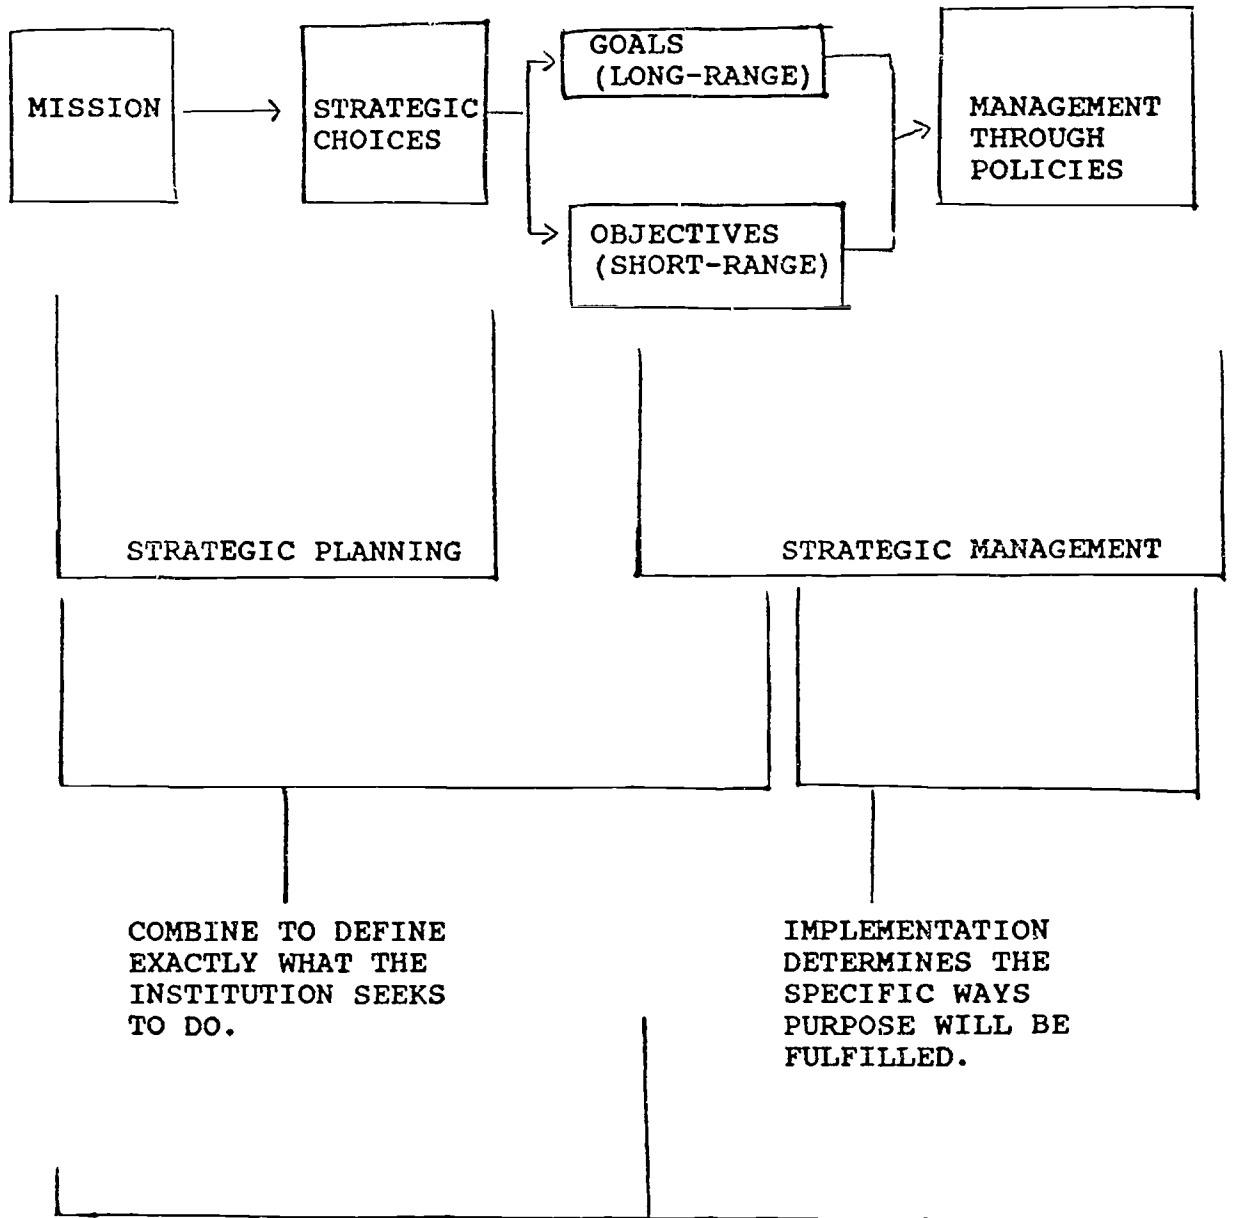 MISSION
STRATEGIC
CHOICES
GOALS
(LONG-RANGE)
OBJECTIVES
(SHORT-RANGE)
MANAGEMENT
THROUGH
POLICIES
STRATEGIC PLANNING
STRATEGIC MANAGEMENT
COMBINE TO DEFINE
EXACTLY WHAT THE
INSTITUTION SEEKS
TO DO.
IMPLEMENTATION
DETERMINES THE
SPECIFIC WAYS
PURPOSE WILL BE
FULFILLED.